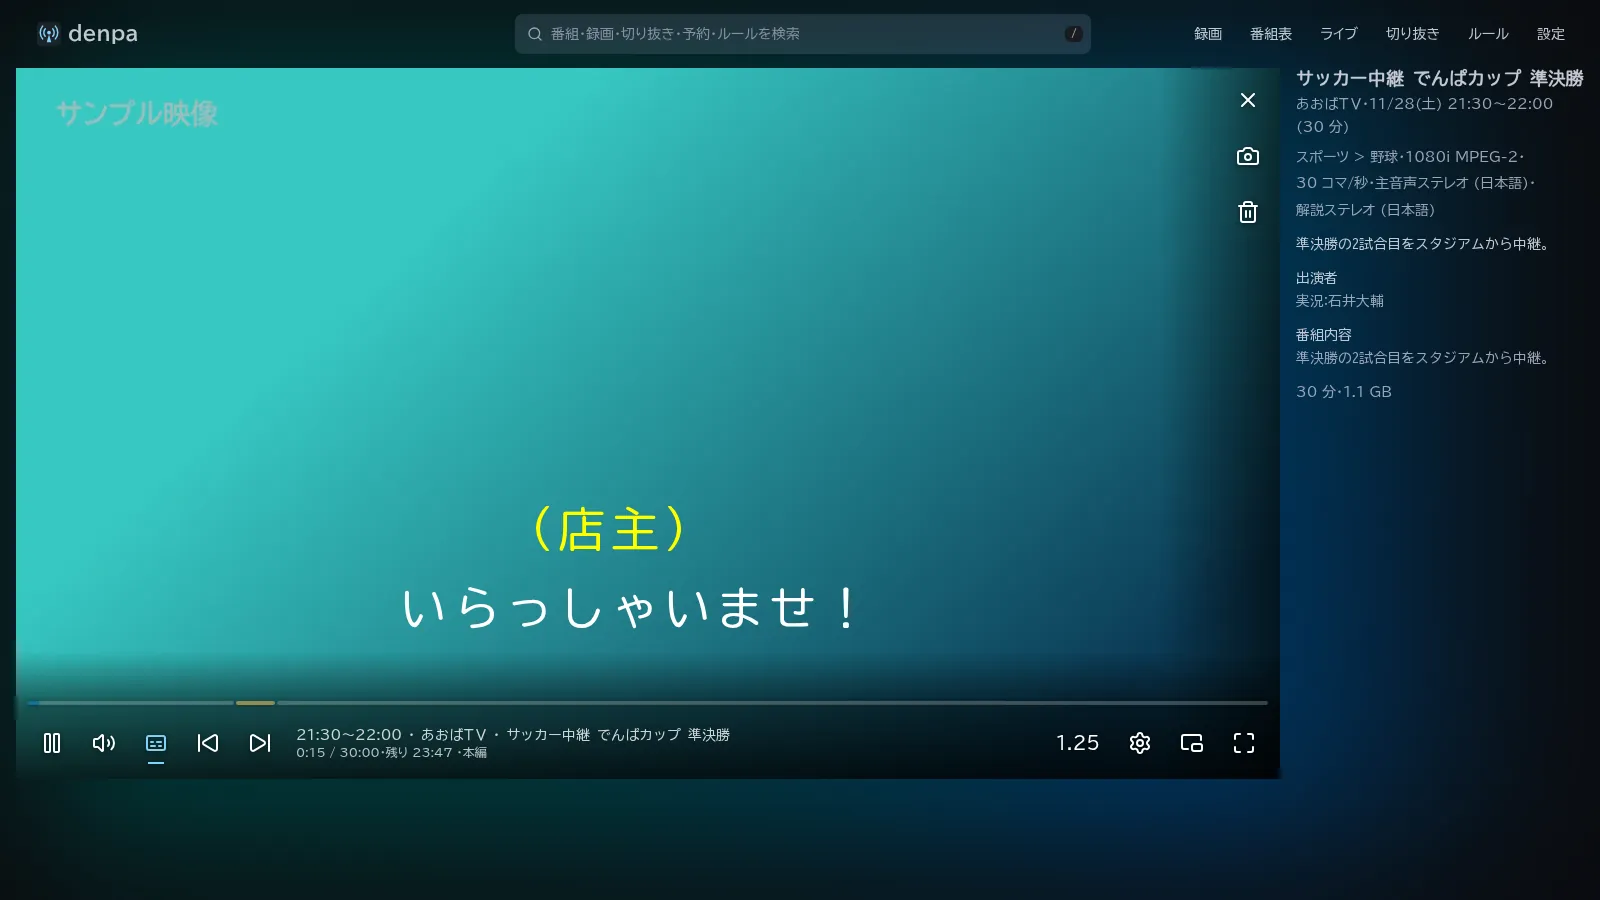 denpa
番組・録画・切り抜き・予約・ルールを検索
/
録画
番組表
ライブ
切り抜き
ルール
設定
サンプル映像
(店主)
いらっしゃいませ！
21:30〜22:00・あおばTV・サッカー中継 でんぱカップ 準決勝
0:15 / 30:00・残り 23:47・本編
1.25
サッカー中継 でんぱカップ 準決勝
あおばTV・11/28(土) 21:30〜22:00
(30 分)
スポーツ > 野球・1080i MPEG-2・
30 コマ/秒・主音声ステレオ (日本語)・
解説ステレオ (日本語)
準決勝の2試合目をスタジアムから中継。
出演者
実況：石井大輔
番組内容
準決勝の2試合目をスタジアムから中継。
30 分・1.1 GB